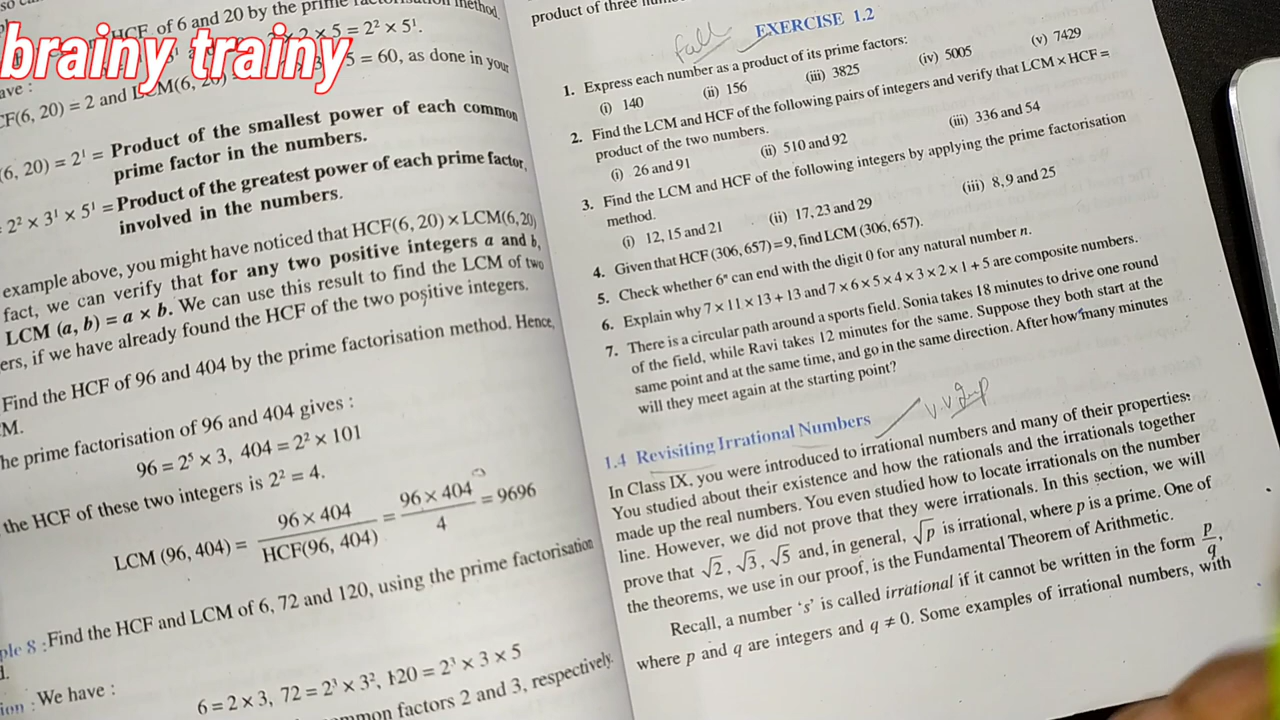 brainy trainy
HCF of 6 and 20 by the prime factorisation method.
× 2 × 5 = 2² × 5¹.
= 60, as done in your
ave :
CF(6, 20) = 2 and LCM(6, 20)
(6, 20) = 2¹ = Product of the smallest power of each common
prime factor in the numbers.
2² × 3¹ × 5¹ = Product of the greatest power of each prime factor,
involved in the numbers.
example above, you might have noticed that HCF(6, 20) × LCM(6, 20)
fact, we can verify that for any two positive integers a and b,
LCM (a, b) = a × b. We can use this result to find the LCM of two
ers, if we have already found the HCF of the two positive integers.
Find the HCF of 96 and 404 by the prime factorisation method. Hence,
M.
he prime factorisation of 96 and 404 gives :
96 = 2⁵ × 3, 404 = 2² × 101
the HCF of these two integers is 2² = 4.
LCM (96, 404) = 96 × 404 / HCF(96, 404) = 96 × 404 / 4 = 9696
ple 8 : Find the HCF and LCM of 6, 72 and 120, using the prime factorisation
d.
ion : We have :
6 = 2 × 3, 72 = 2³ × 3², 120 = 2³ × 3 × 5
mmon factors 2 and 3, respectively.
product of three
EXERCISE 1.2
1. Express each number as a product of its prime factors:
(i) 140 (ii) 156 (iii) 3825 (iv) 5005 (v) 7429
2. Find the LCM and HCF of the following pairs of integers and verify that LCM × HCF =
product of the two numbers.
(i) 26 and 91 (ii) 510 and 92 (iii) 336 and 54
3. Find the LCM and HCF of the following integers by applying the prime factorisation
method.
(i) 12, 15 and 21 (ii) 17, 23 and 29 (iii) 8, 9 and 25
4. Given that HCF (306, 657) = 9, find LCM (306, 657).
5. Check whether 6ⁿ can end with the digit 0 for any natural number n.
6. Explain why 7 × 11 × 13 + 13 and 7 × 6 × 5 × 4 × 3 × 2 × 1 + 5 are composite numbers.
7. There is a circular path around a sports field. Sonia takes 18 minutes to drive one round
of the field, while Ravi takes 12 minutes for the same. Suppose they both start at the
same point and at the same time, and go in the same direction. After how many minutes
will they meet again at the starting point?
1.4 Revisiting Irrational Numbers
In Class IX, you were introduced to irrational numbers and many of their properties.
You studied about their existence and how the rationals and the irrationals together
made up the real numbers. You even studied how to locate irrationals on the number
line. However, we did not prove that they were irrationals. In this section, we will
prove that √2, √3, √5 and, in general, √p is irrational, where p is a prime. One of
the theorems, we use in our proof, is the Fundamental Theorem of Arithmetic.
Recall, a number 's' is called irrational if it cannot be written in the form p/q,
where p and q are integers and q ≠ 0. Some examples of irrational numbers, with